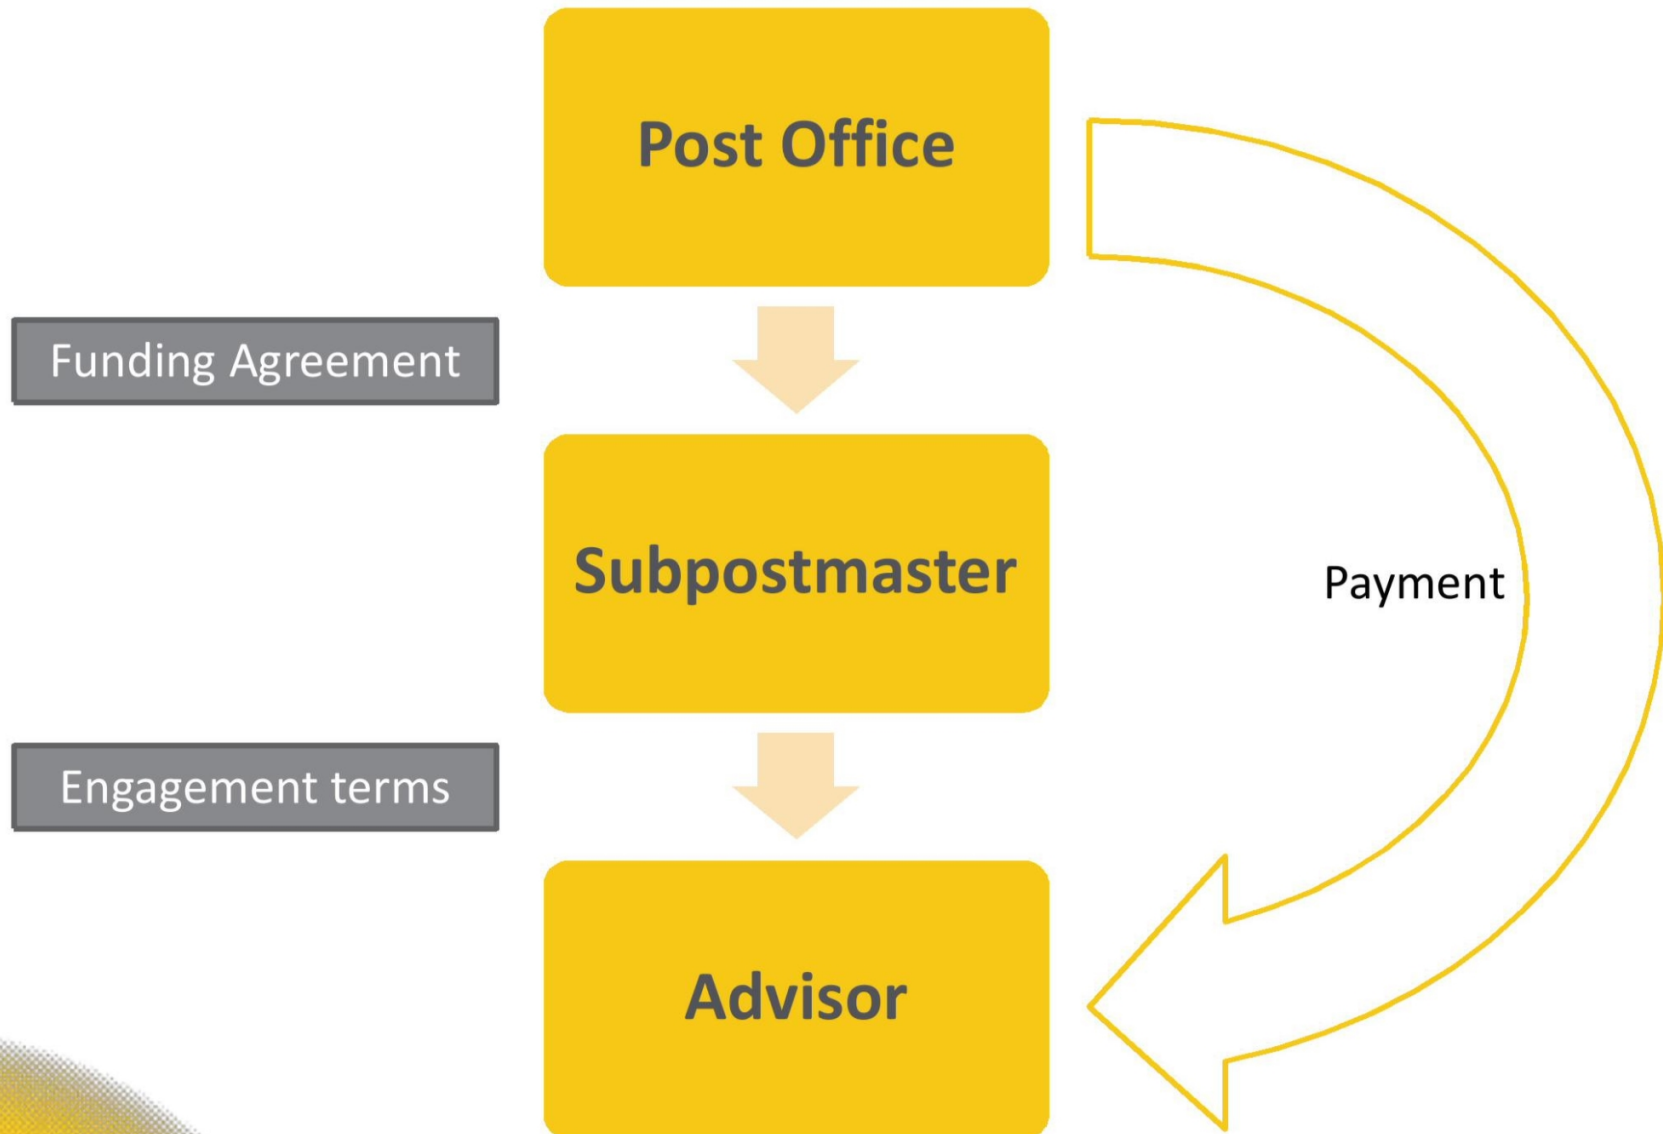 Post Office
Funding Agreement
Subpostmaster
Payment
Engagement terms
Advisor